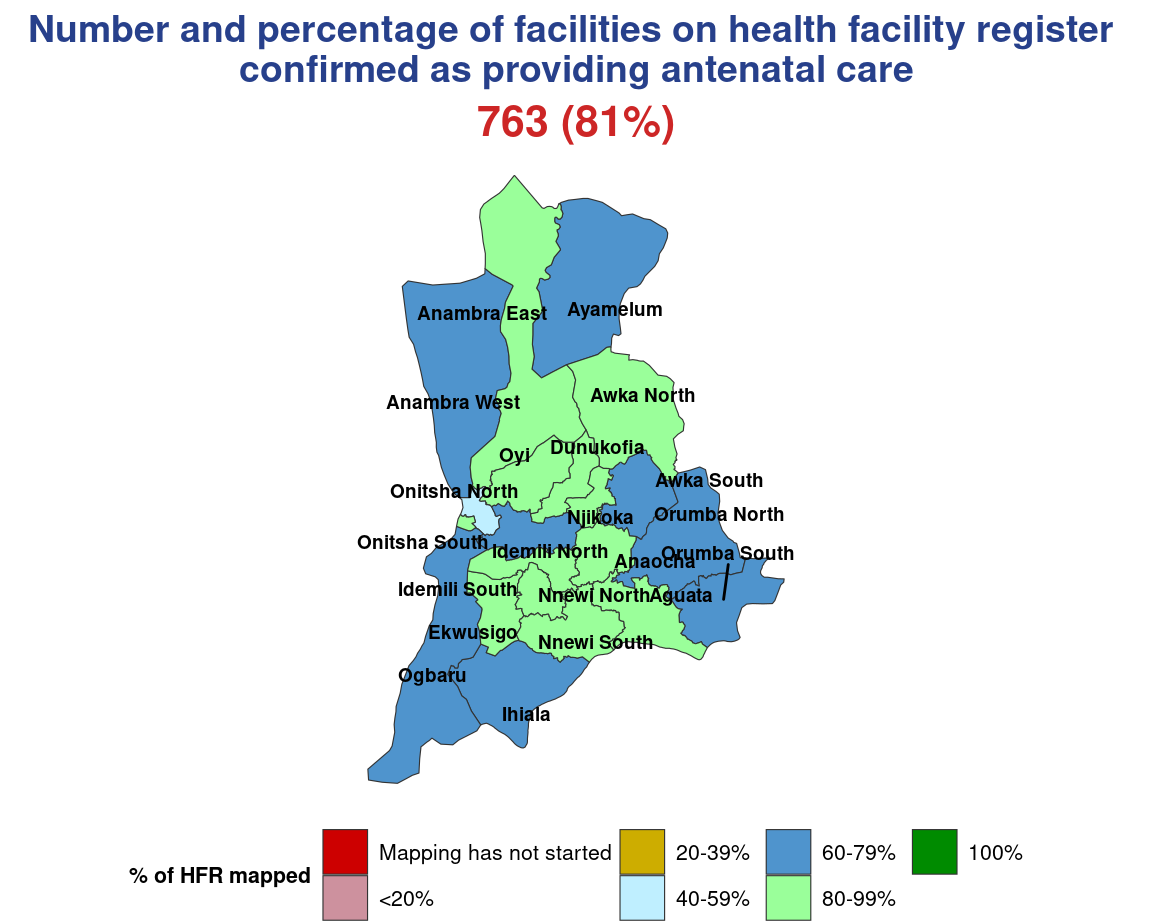 Number and percentage of facilities on health facility register
confirmed as providing antenatal care
763 (81%)
Anambra East
Ayamelum
Awka North
Anambra West
Dunukofia
Oyi
Awka South
Onitsha North
Orumba North
Njikoka
Onitsha South
Idemili North
Orumba South
Anaocha
Idemili South
Nnewi North
Aguata
Ekwusigo
Nnewi South
Ogbaru
Ihiala
% of HFR mapped
Mapping has not started
<20%
20-39%
40-59%
60-79%
80-99%
100%